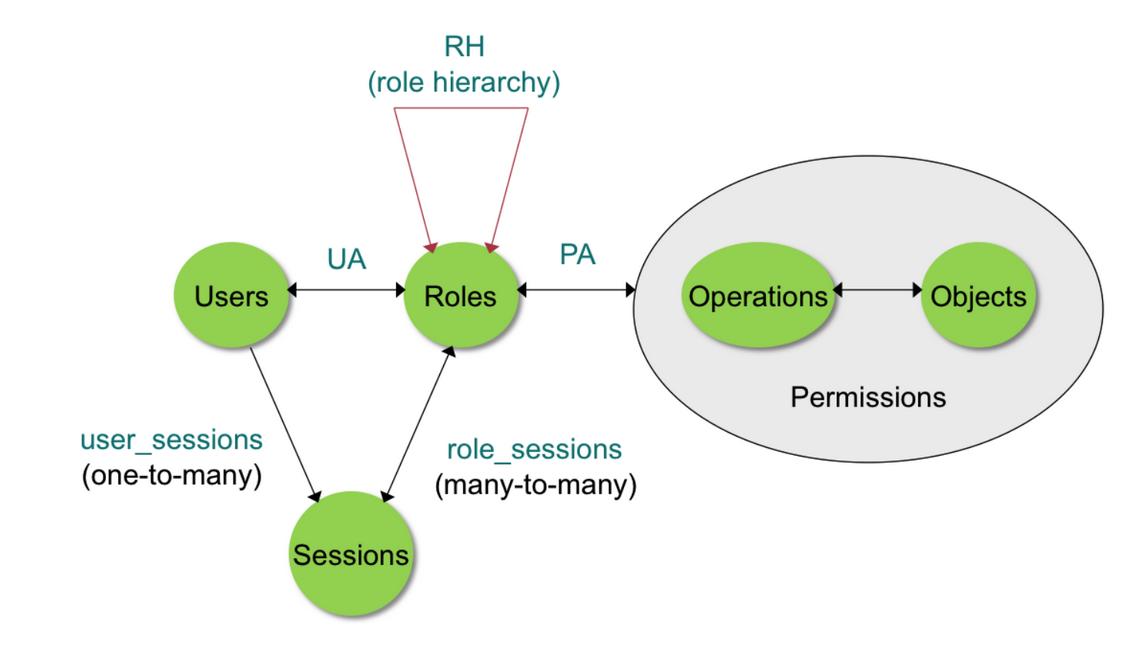 RH
(role hierarchy)
UA
PA
Users
Roles
Operations
Objects
Permissions
user_sessions
(one-to-many)
role_sessions
(many-to-many)
Sessions